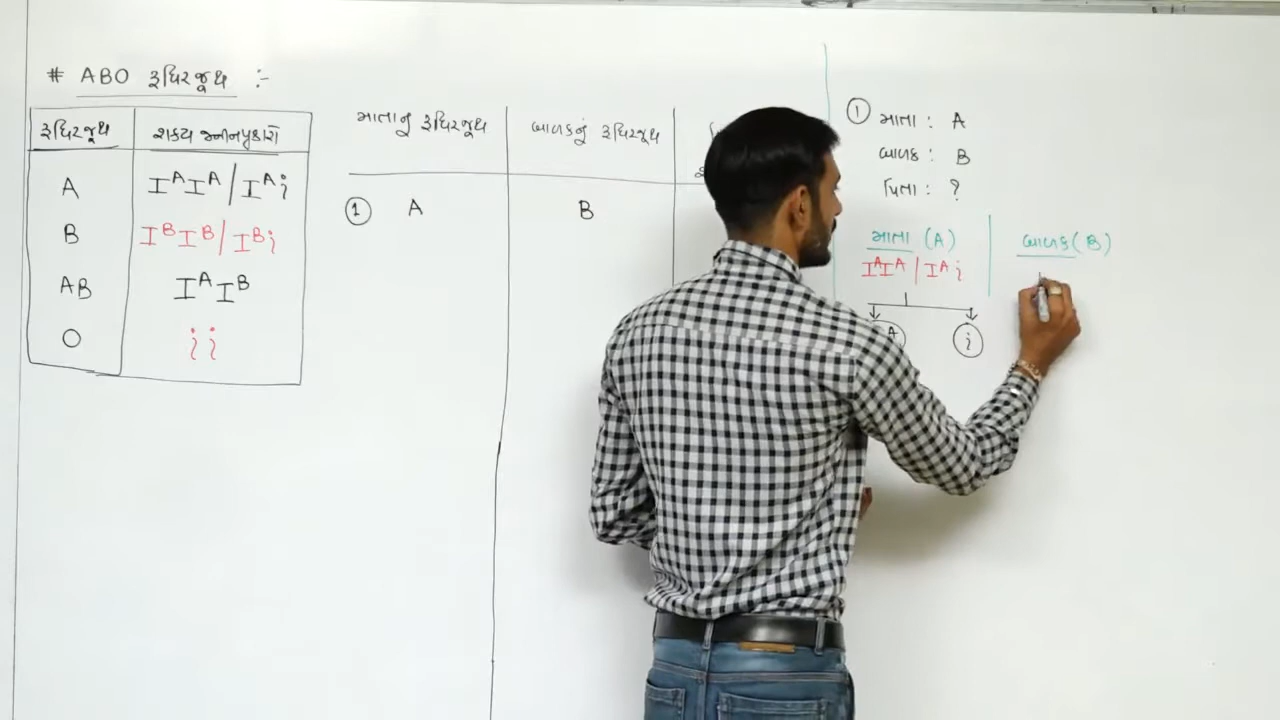 # ABO રૂધિરજૂથ :-
રૂધિરજૂથ
શક્ય જનીનપ્રકારો
A
I^A I^A / I^A i
B
I^B I^B / I^B i
AB
I^A I^B
O
i i
માતાનુ રૂધિરજૂથ
બાળકનું રૂધિરજૂથ
① A
B
① માતા : A
બાળક : B
પિતા : ?
માતા (A)
I^A I^A / I^A i
i
બાળક (B)